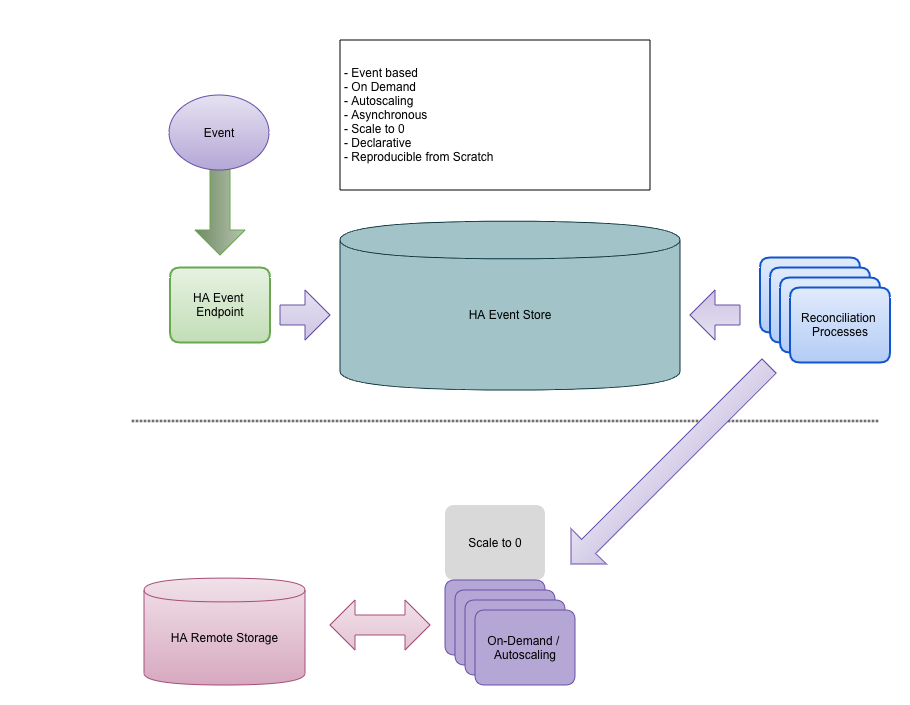 - Event based
- On Demand
- Autoscaling
- Asynchronous
- Scale to 0
- Declarative
- Reproducible from Scratch
Event
HA Event
Endpoint
HA Event Store
Reconciliation
Processes
Scale to 0
HA Remote Storage
On-Demand /
Autoscaling